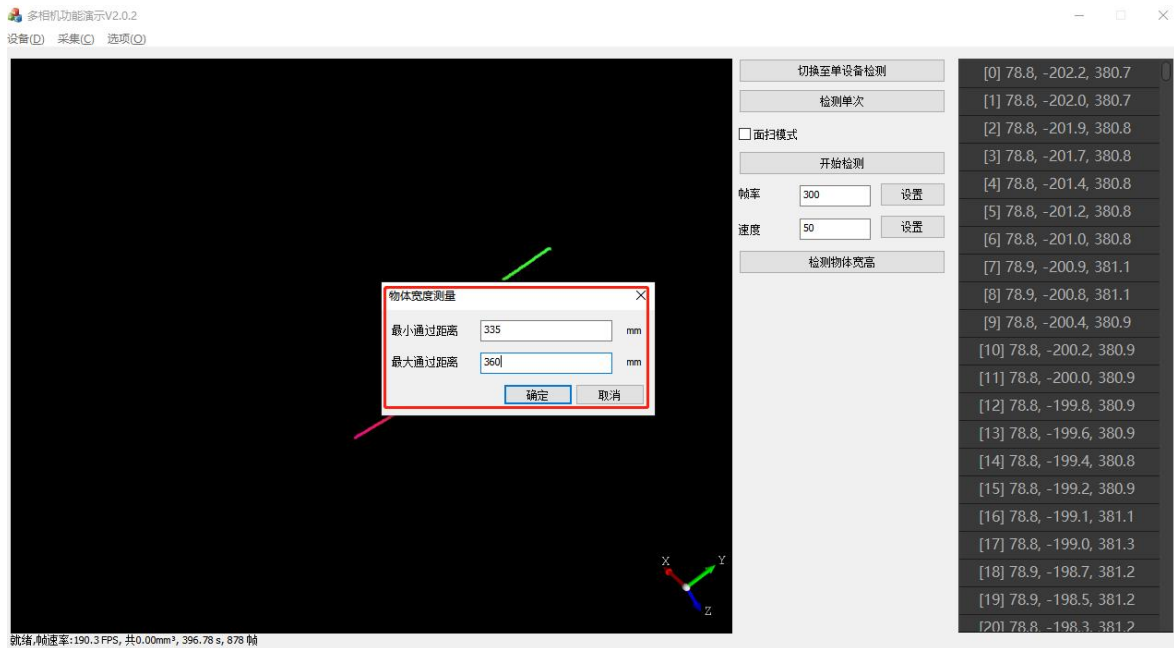 多相机功能演示V2.0.2
设备(D) 采集(C) 选项(O)
切换至单设备检测
检测单次
面扫模式
开始检测
帧率 300 设置
速度 50 设置
检测物体宽高
物体宽度测量
最小通过距离 335 mm
最大通过距离 360 mm
确定 取消
X Y
Z
[0] 78.8, -202.2, 380.7
[1] 78.8, -202.0, 380.7
[2] 78.8, -201.9, 380.8
[3] 78.8, -201.7, 380.8
[4] 78.8, -201.4, 380.8
[5] 78.8, -201.2, 380.8
[6] 78.8, -201.0, 380.8
[7] 78.9, -200.9, 381.1
[8] 78.9, -200.8, 381.1
[9] 78.8, -200.4, 380.9
[10] 78.8, -200.2, 380.9
[11] 78.8, -200.0, 380.9
[12] 78.8, -199.8, 380.9
[13] 78.8, -199.6, 380.9
[14] 78.8, -199.4, 380.8
[15] 78.8, -199.2, 380.9
[16] 78.8, -199.1, 381.1
[17] 78.8, -199.0, 381.3
[18] 78.9, -198.7, 381.2
[19] 78.9, -198.5, 381.2
[20] 78.8, -198.3, 381.2
就绪,帧速率:190.3 FPS, 共0.00mm³, 396.78 s, 878 帧